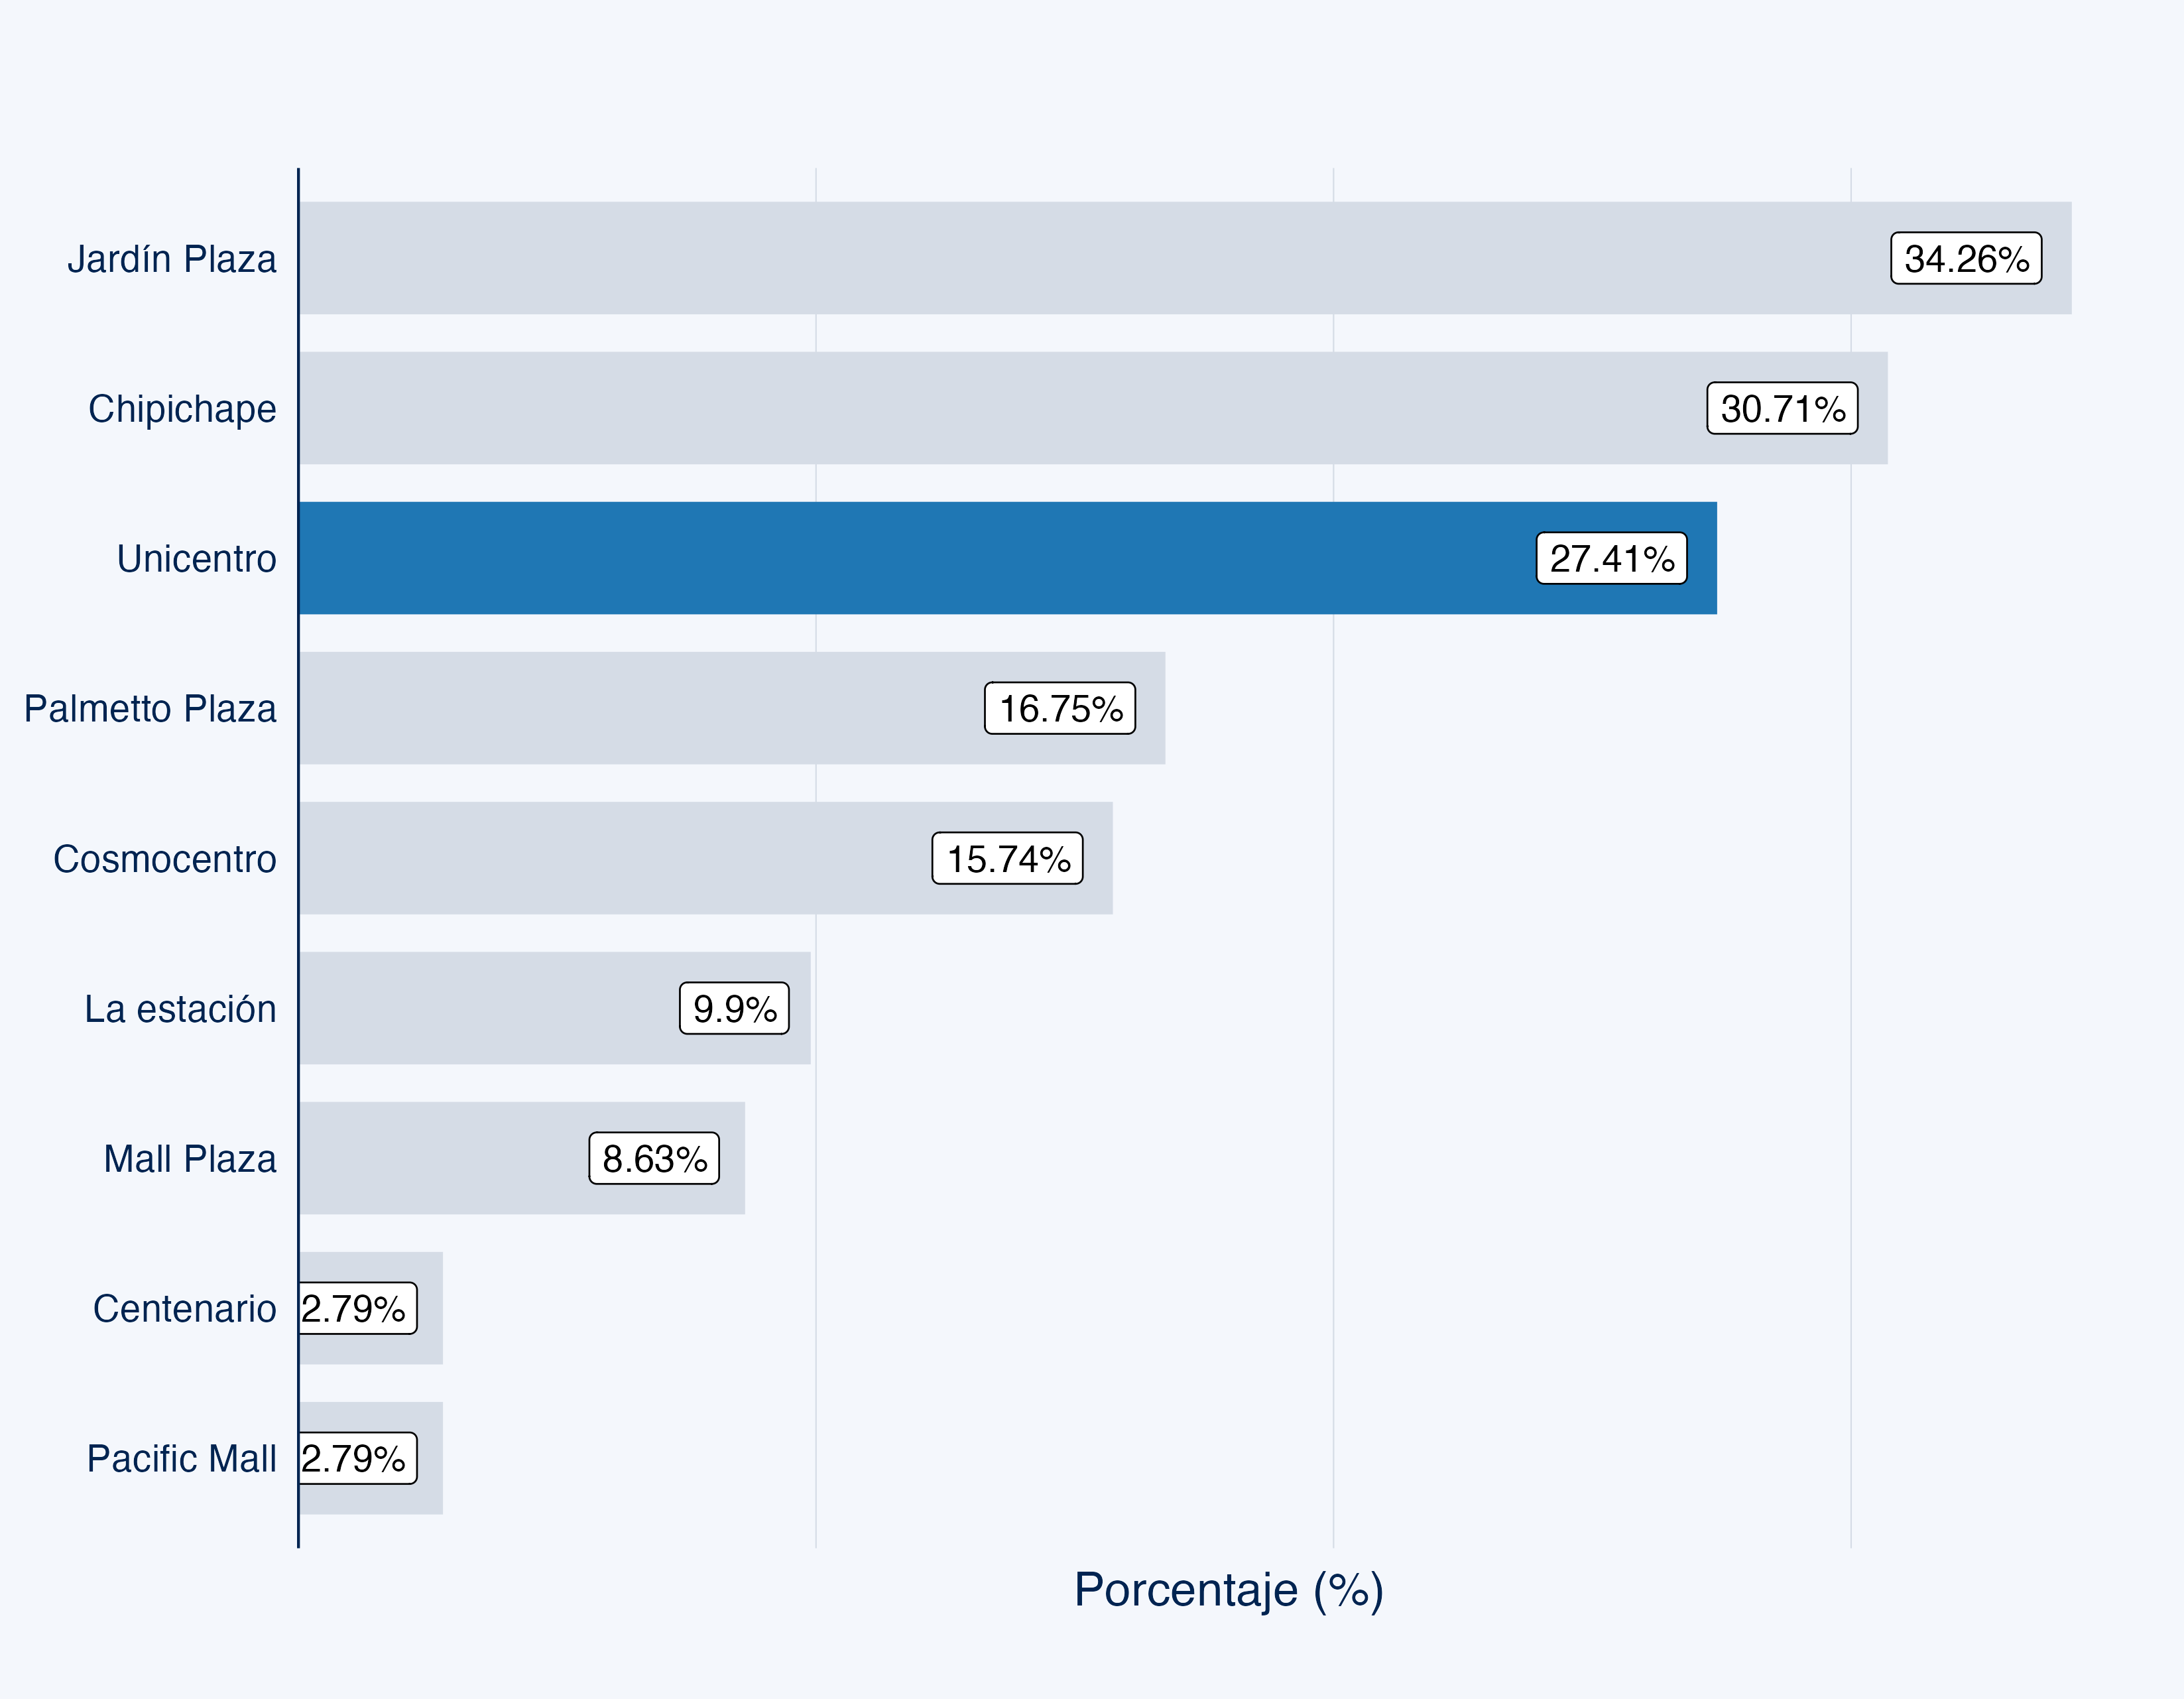 Jardín Plaza 34.26%
Chipichape 30.71%
Unicentro 27.41%
Palmetto Plaza 16.75%
Cosmocentro 15.74%
La estación 9.9%
Mall Plaza 8.63%
Centenario 2.79%
Pacific Mall 2.79%
Porcentaje (%)